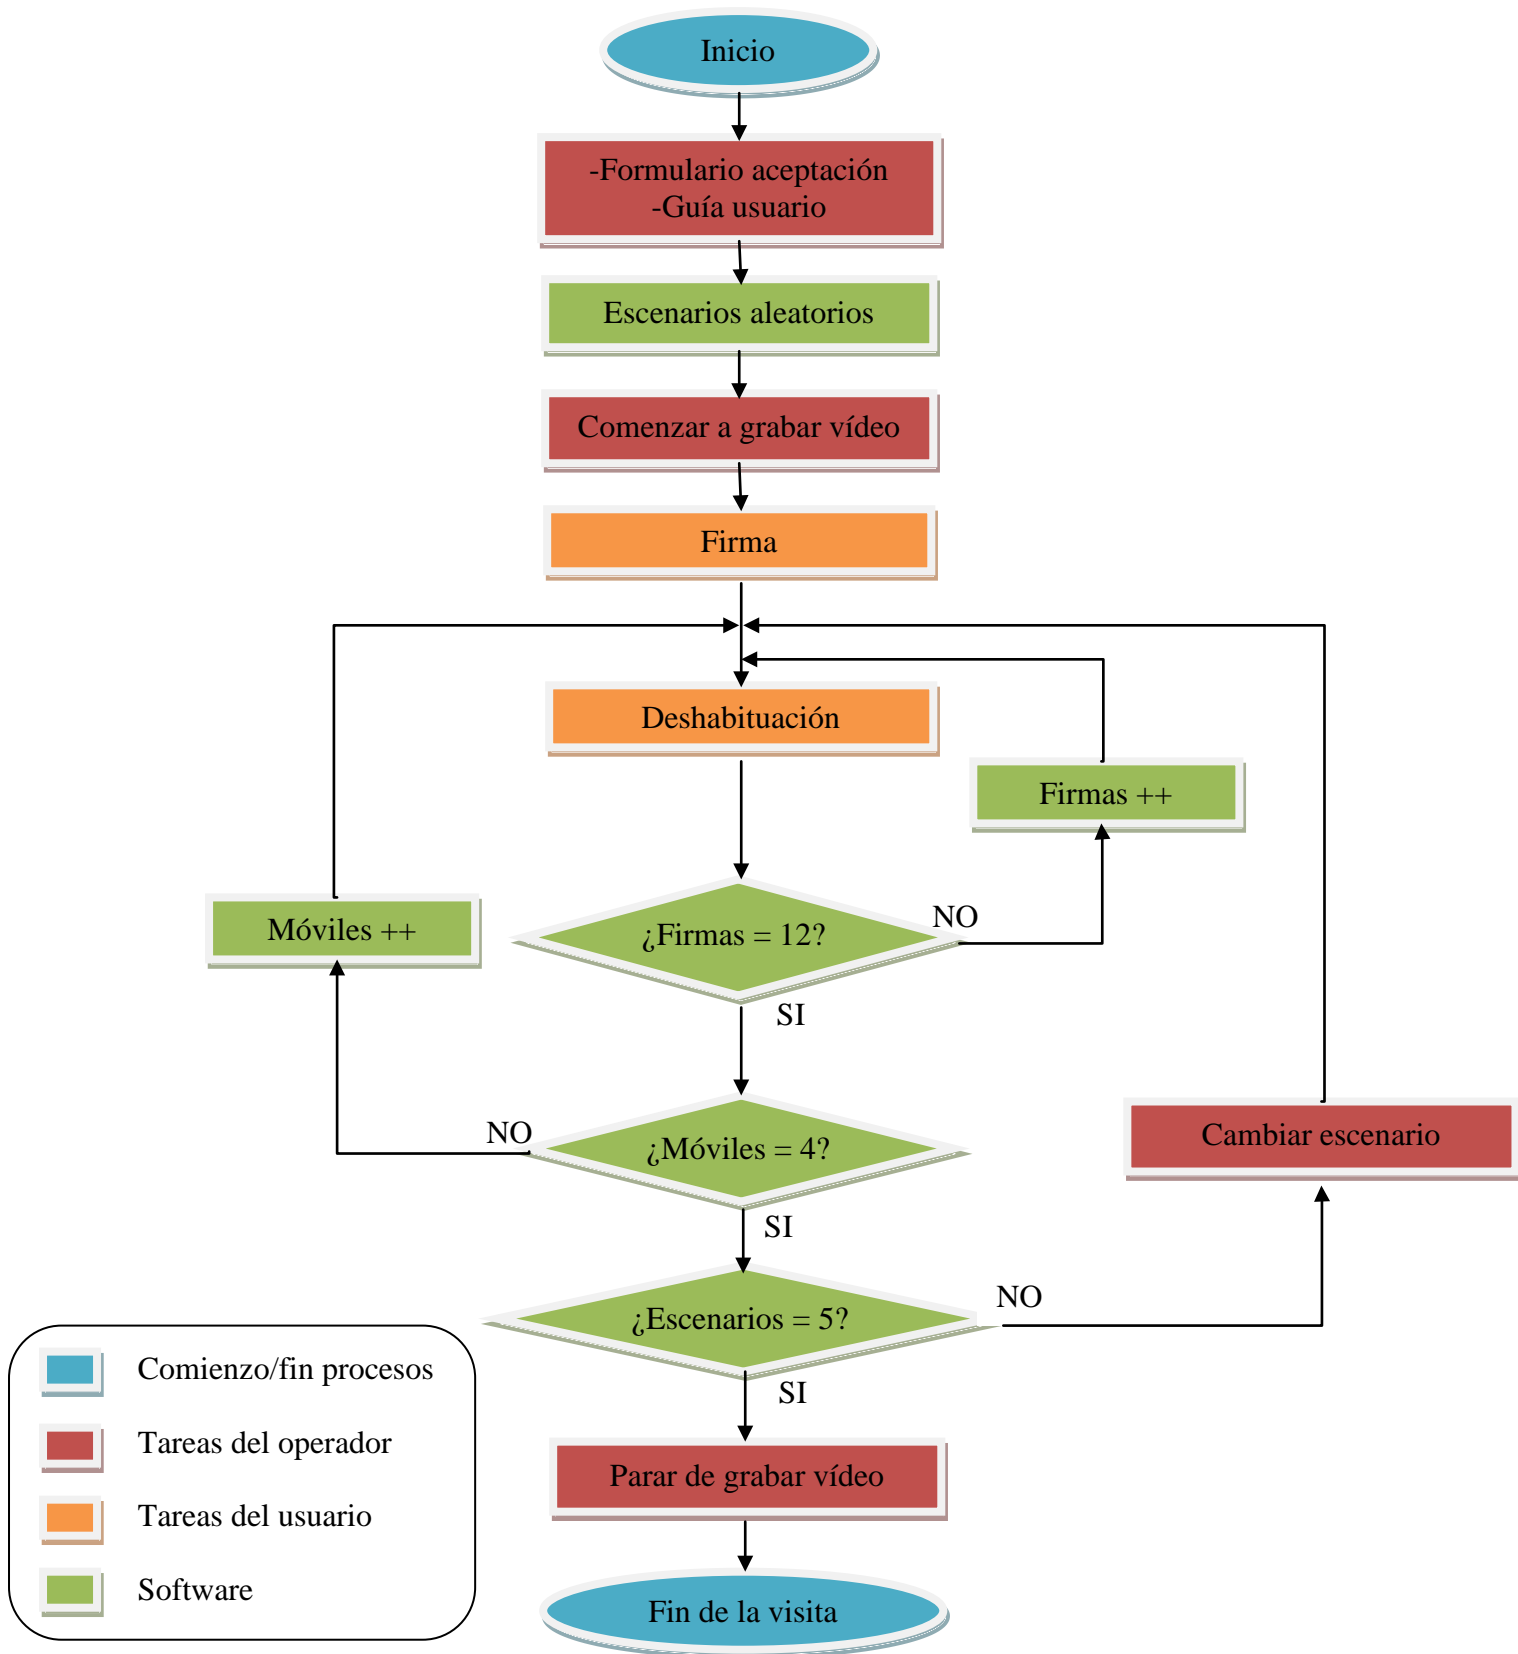 Inicio
-Formulario aceptación
-Guía usuario
Escenarios aleatorios
Comenzar a grabar vídeo
Firma
Deshabituación
Firmas ++
Móviles ++
¿Firmas = 12?
NO
SI
¿Móviles = 4?
NO
SI
Cambiar escenario
¿Escenarios = 5?
NO
SI
Parar de grabar vídeo
Fin de la visita
Comienzo/fin procesos
Tareas del operador
Tareas del usuario
Software